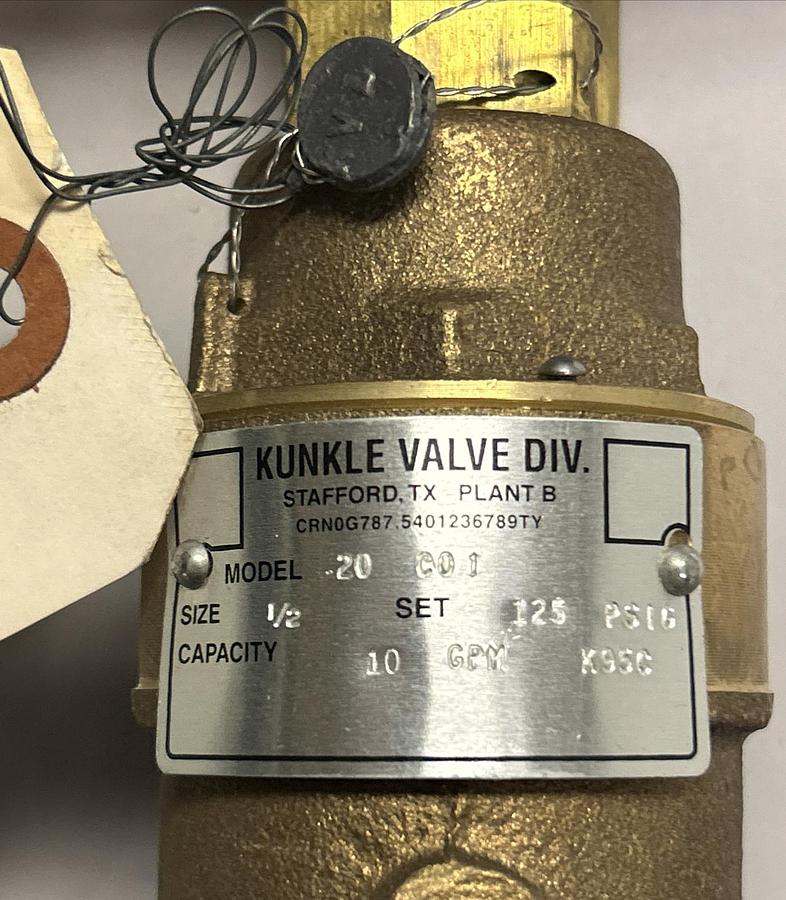 KUNKLE VALVE DIV.
STAFFORD, TX PLANT B
CRN0G787.5401236789TY
MODEL 20 C01
SIZE 1/2 SET 125 PSIG
CAPACITY 10 GPM K95C